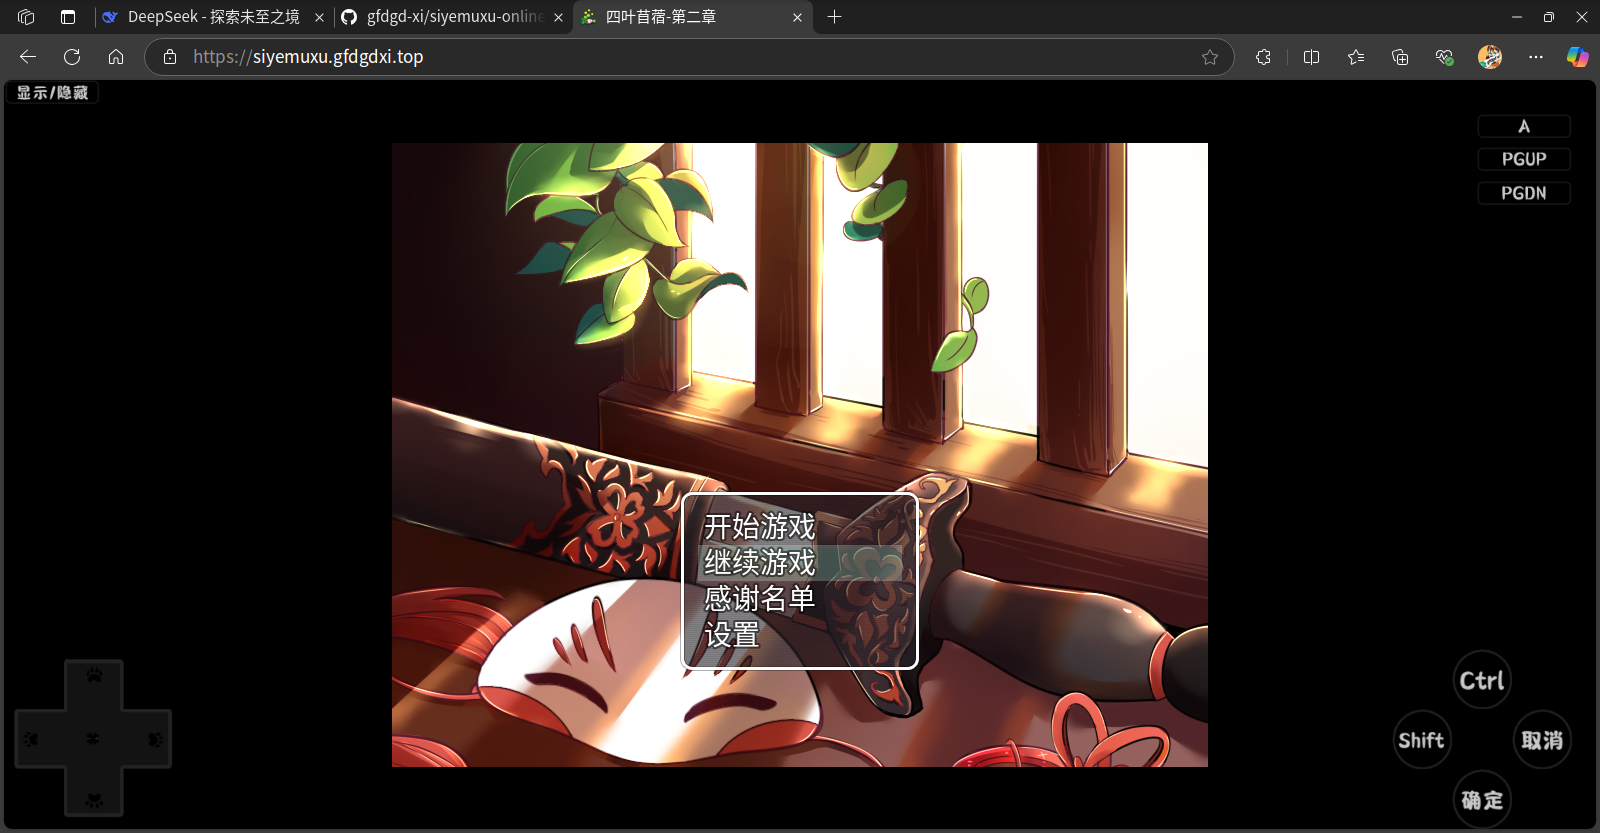 DeepSeek - 探索未至之境
gfdgd-xi/siyemuxu-online
四叶苜蓿-第二章
https://siyemuxu.gfdgdxi.top
显示/隐藏
A
PGUP
PGDN
开始游戏
继续游戏
感谢名单
设置
Ctrl
Shift
取消
确定